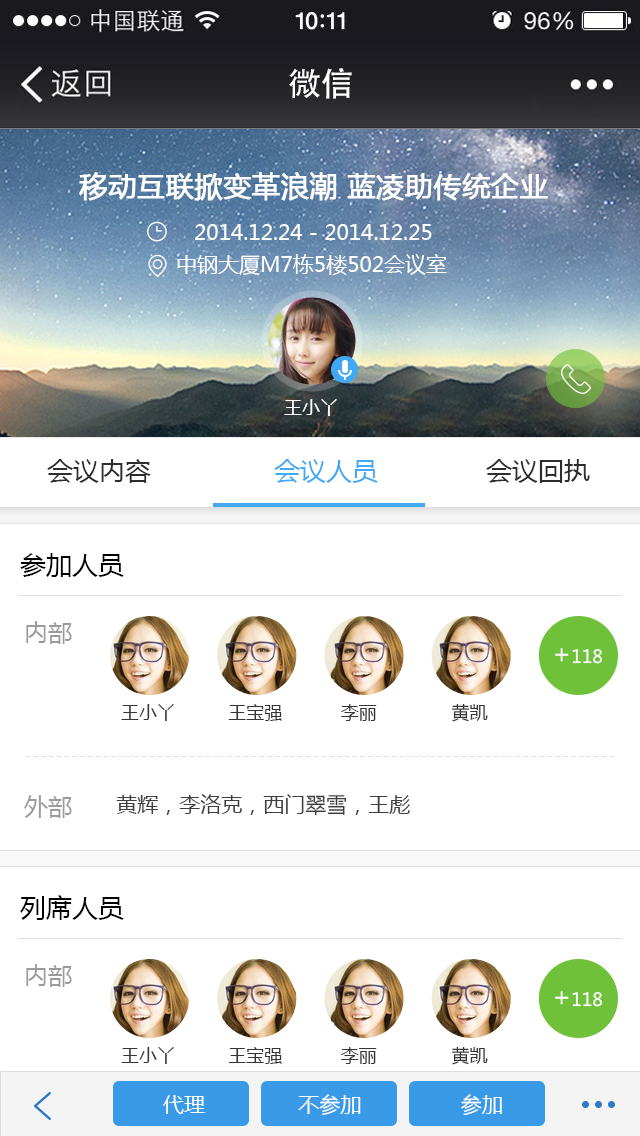 中国联通 10:11 96%
返回 微信
移动互联掀变革浪潮 蓝凌助传统企业
2014.12.24 - 2014.12.25
中钢大厦M7栋5楼502会议室
王小丫
会议内容 会议人员 会议回执
参加人员
内部 +118
王小丫 王宝强 李丽 黄凯
外部 黄辉，李洛克，西门翠雪，王彪
列席人员
内部 +118
王小丫 王宝强 李丽 黄凯
代理 不参加 参加